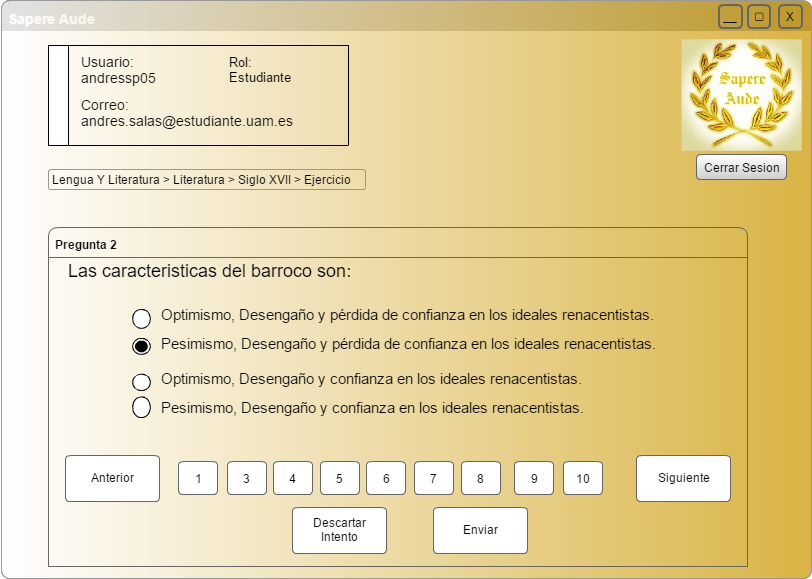 Sapere Aude
__ □ X
Usuario:
andressp05
Rol:
Estudiante
Correo:
andres.salas@estudiante.uam.es
Sapere
Aude
Cerrar Sesion
Lengua Y Literatura > Literatura > Siglo XVII > Ejercicio
Pregunta 2
Las caracteristicas del barroco son:
Optimismo, Desengaño y pérdida de confianza en los ideales renacentistas.
Pesimismo, Desengaño y pérdida de confianza en los ideales renacentistas.
Optimismo, Desengaño y confianza en los ideales renacentistas.
Pesimismo, Desengaño y confianza en los ideales renacentistas.
Anterior 1 3 4 5 6 7 8 9 10 Siguiente
Descartar
Intento
Enviar